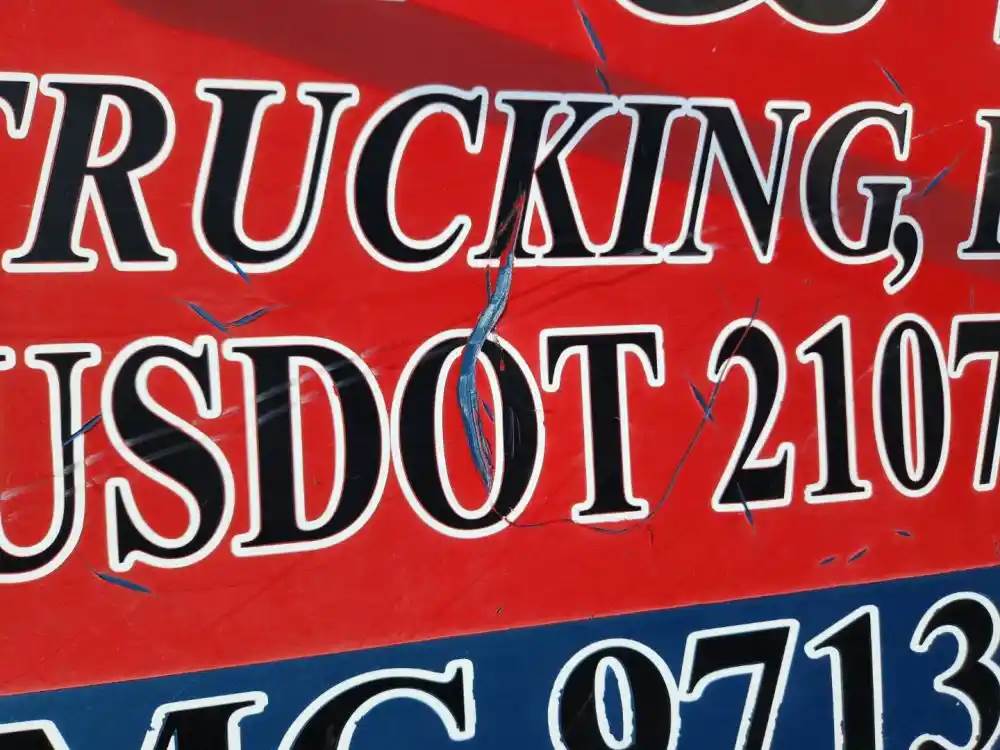 TRUCKING,
USDOT 2107
MC 9713